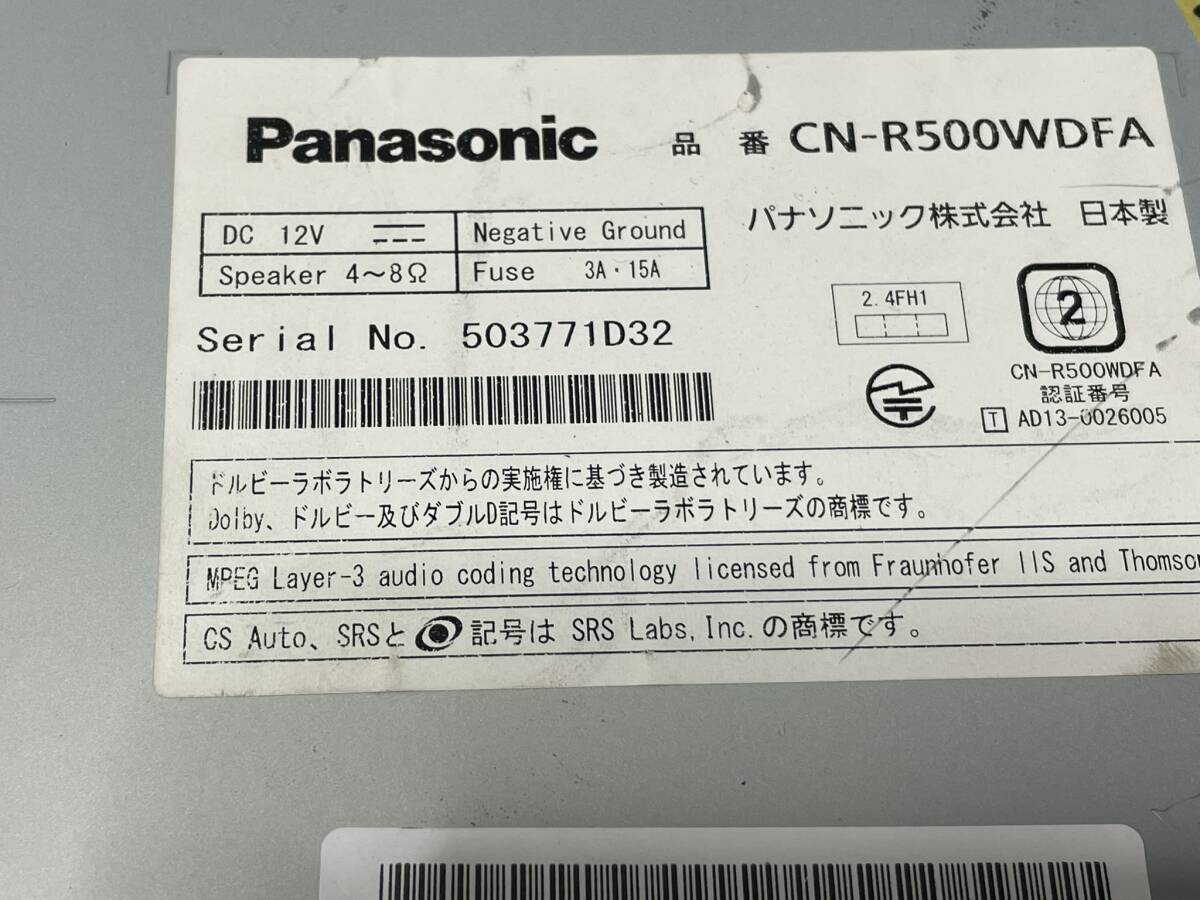 Panasonic 品番 CN-R500WDFA
パナソニック株式会社 日本製
DC 12V Negative Ground
Speaker 4～8Ω Fuse 3A・15A
2.4FH1
2
Serial No. 503771D32
CN-R500WDFA
認証番号
T AD13-0026005
ドルビーラボラトリーズからの実施権に基づき製造されています。
Dolby、ドルビー及びダブルD記号はドルビーラボラトリーズの商標です。
MPEG Layer-3 audio coding technology licensed from Fraunhofer IIS and
CS Auto、SRSと記号は SRS Labs,Inc.の商標です。